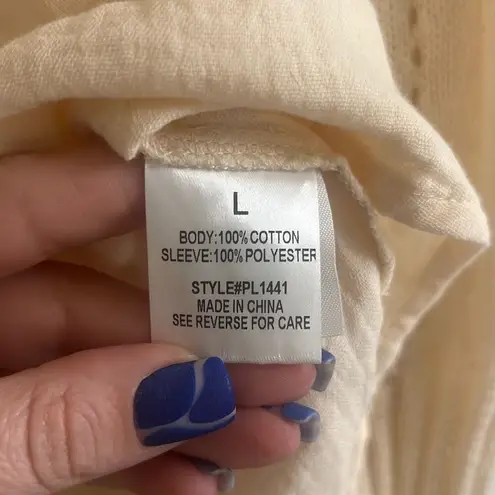 L
BODY:100% COTTON
SLEEVE:100% POLYESTER
STYLE#PL1441
MADE IN CHINA
SEE REVERSE FOR CARE